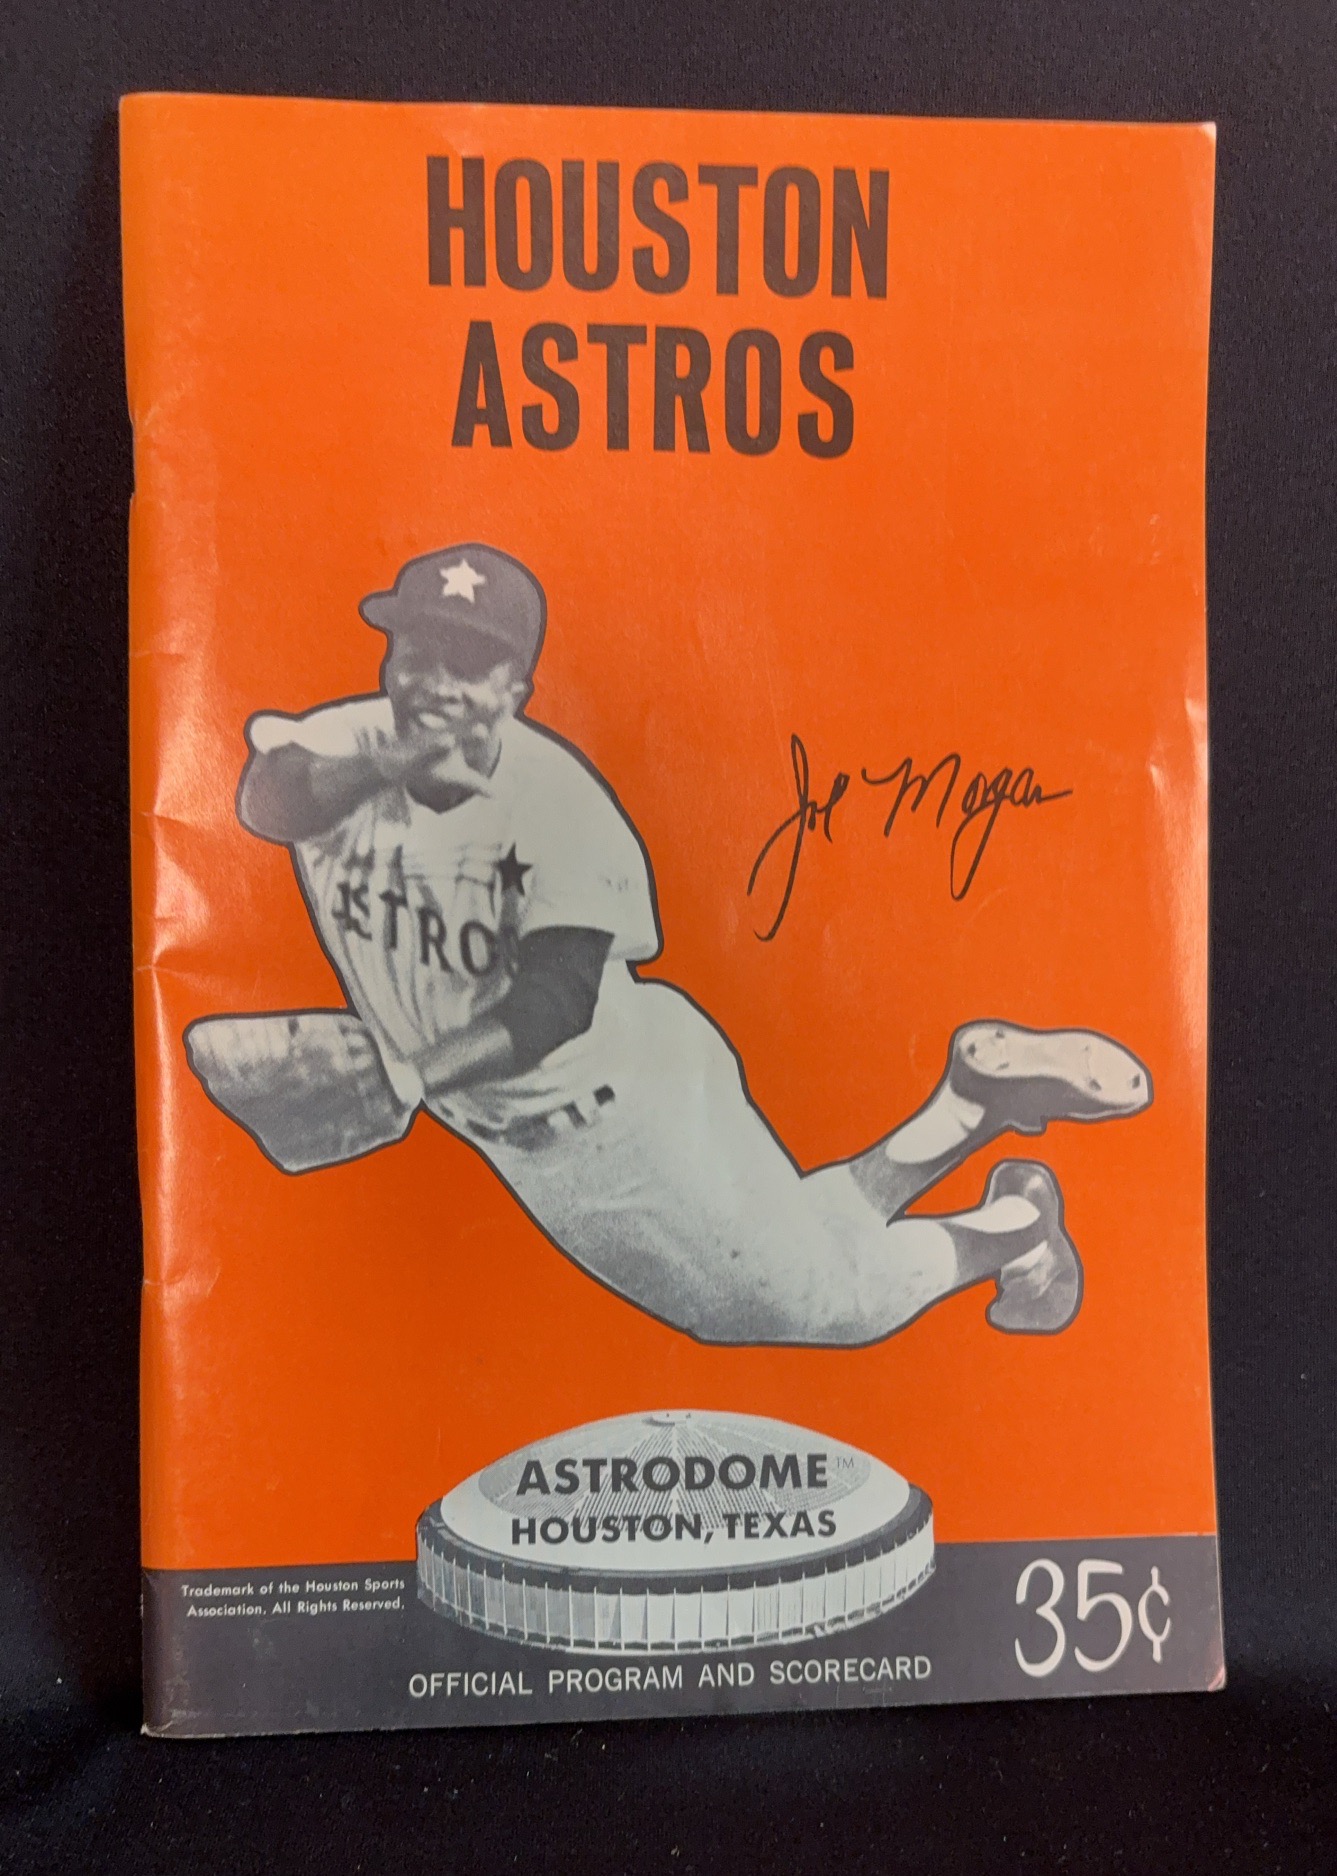 HOUSTON
ASTROS
Joe Morgan
ASTROS
ASTRODOME™
HOUSTON, TEXAS
Trademark of the Houston Sports
Association. All Rights Reserved.
35¢
OFFICIAL PROGRAM AND SCORECARD